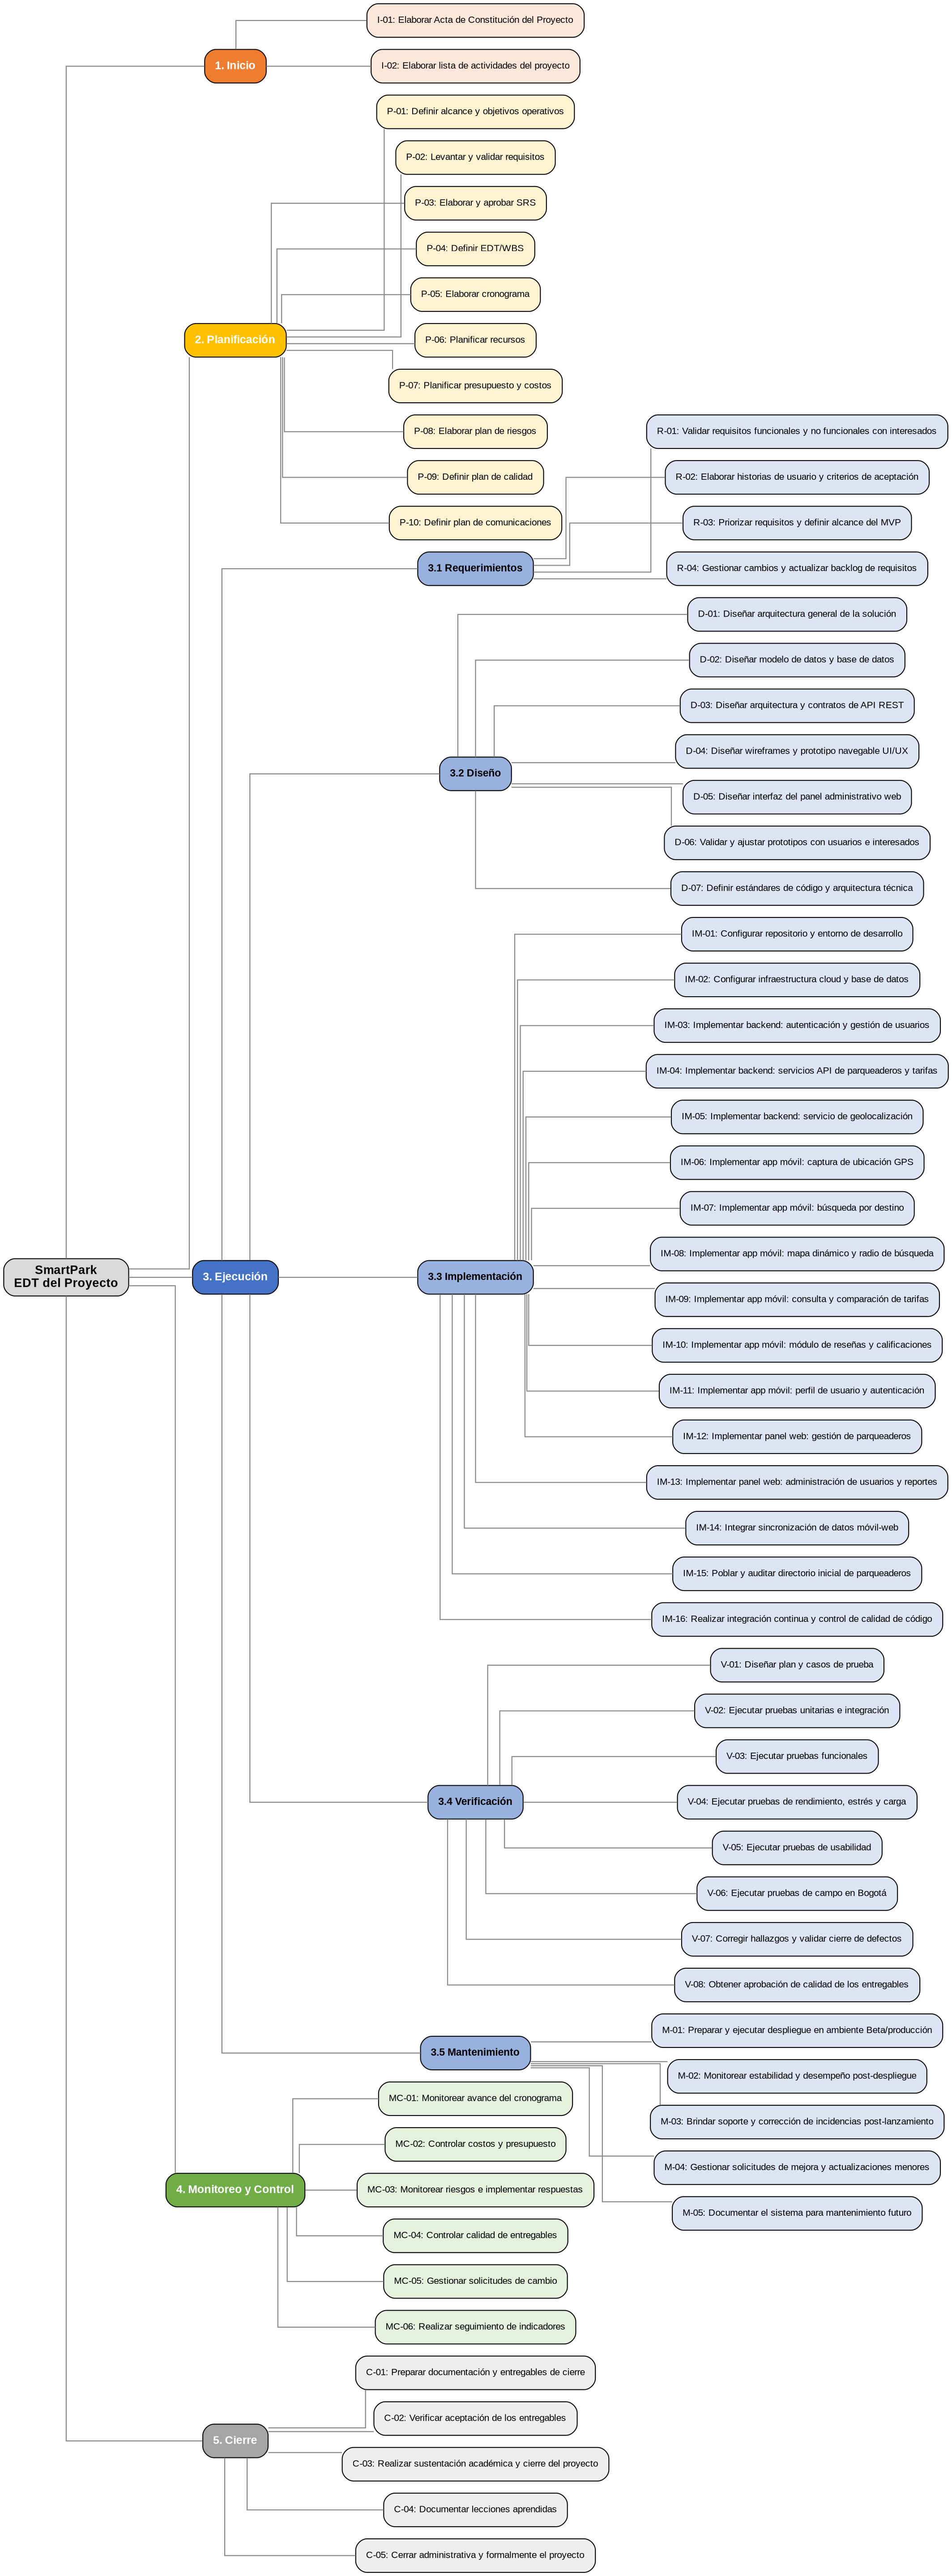 SmartPark
EDT del Proyecto
1. Inicio
I-01: Elaborar Acta de Constitución del Proyecto
I-02: Elaborar lista de actividades del proyecto
2. Planificación
P-01: Definir alcance y objetivos operativos
P-02: Levantar y validar requisitos
P-03: Elaborar y aprobar SRS
P-04: Definir EDT/WBS
P-05: Elaborar cronograma
P-06: Planificar recursos
P-07: Planificar presupuesto y costos
P-08: Elaborar plan de riesgos
P-09: Definir plan de calidad
P-10: Definir plan de comunicaciones
3. Ejecución
3.1 Requerimientos
R-01: Validar requisitos funcionales y no funcionales con interesados
R-02: Elaborar historias de usuario y criterios de aceptación
R-03: Priorizar requisitos y definir alcance del MVP
R-04: Gestionar cambios y actualizar backlog de requisitos
3.2 Diseño
D-01: Diseñar arquitectura general de la solución
D-02: Diseñar modelo de datos y base de datos
D-03: Diseñar arquitectura y contratos de API REST
D-04: Diseñar wireframes y prototipo navegable UI/UX
D-05: Diseñar interfaz del panel administrativo web
D-06: Validar y ajustar prototipos con usuarios e interesados
D-07: Definir estándares de código y arquitectura técnica
3.3 Implementación
IM-01: Configurar repositorio y entorno de desarrollo
IM-02: Configurar infraestructura cloud y base de datos
IM-03: Implementar backend: autenticación y gestión de usuarios
IM-04: Implementar backend: servicios API de parqueaderos y tarifas
IM-05: Implementar backend: servicio de geolocalización
IM-06: Implementar app móvil: captura de ubicación GPS
IM-07: Implementar app móvil: búsqueda por destino
IM-08: Implementar app móvil: mapa dinámico y radio de búsqueda
IM-09: Implementar app móvil: consulta y comparación de tarifas
IM-10: Implementar app móvil: módulo de reseñas y calificaciones
IM-11: Implementar app móvil: perfil de usuario y autenticación
IM-12: Implementar panel web: gestión de parqueaderos
IM-13: Implementar panel web: administración de usuarios y reportes
IM-14: Integrar sincronización de datos móvil-web
IM-15: Poblar y auditar directorio inicial de parqueaderos
IM-16: Realizar integración continua y control de calidad de código
3.4 Verificación
V-01: Diseñar plan y casos de prueba
V-02: Ejecutar pruebas unitarias e integración
V-03: Ejecutar pruebas funcionales
V-04: Ejecutar pruebas de rendimiento, estrés y carga
V-05: Ejecutar pruebas de usabilidad
V-06: Ejecutar pruebas de campo en Bogotá
V-07: Corregir hallazgos y validar cierre de defectos
V-08: Obtener aprobación de calidad de los entregables
3.5 Mantenimiento
M-01: Preparar y ejecutar despliegue en ambiente Beta/producción
M-02: Monitorear estabilidad y desempeño post-despliegue
M-03: Brindar soporte y corrección de incidencias post-lanzamiento
M-04: Gestionar solicitudes de mejora y actualizaciones menores
M-05: Documentar el sistema para mantenimiento futuro
4. Monitoreo y Control
MC-01: Monitorear avance del cronograma
MC-02: Controlar costos y presupuesto
MC-03: Monitorear riesgos e implementar respuestas
MC-04: Controlar calidad de entregables
MC-05: Gestionar solicitudes de cambio
MC-06: Realizar seguimiento de indicadores
5. Cierre
C-01: Preparar documentación y entregables de cierre
C-02: Verificar aceptación de los entregables
C-03: Realizar sustentación académica y cierre del proyecto
C-04: Documentar lecciones aprendidas
C-05: Cerrar administrativa y formalmente el proyecto